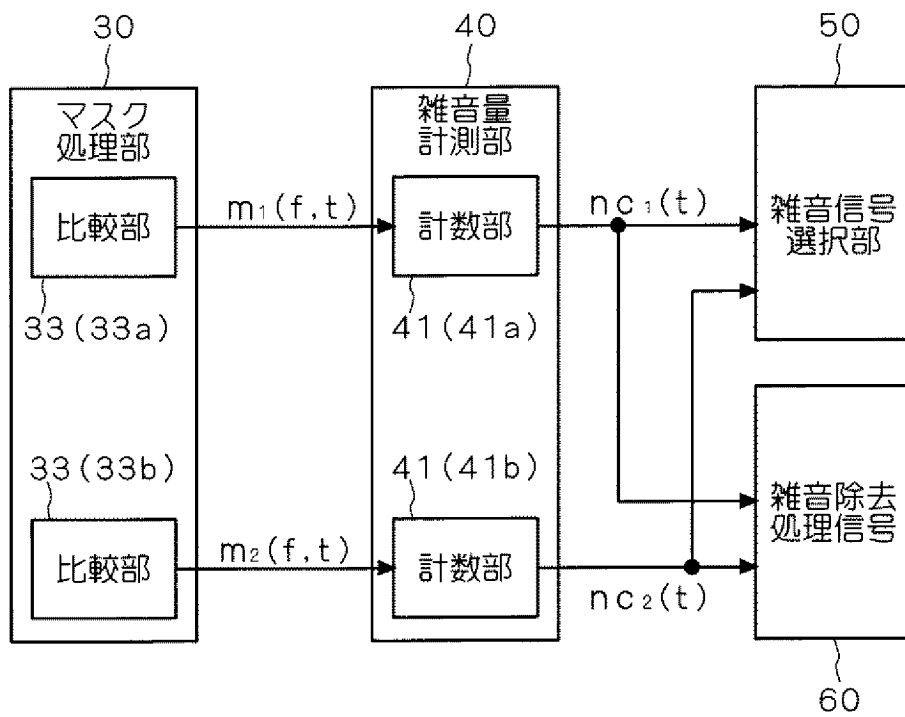 30
40
50
マスク
処理部
雑音量
計測部
比較部
m₁(f,t)
計数部
nc₁(t)
雑音信号
選択部
33(33a)
41(41a)
33(33b)
41(41b)
雑音除去
処理信号
比較部
m₂(f,t)
計数部
nc₂(t)
60